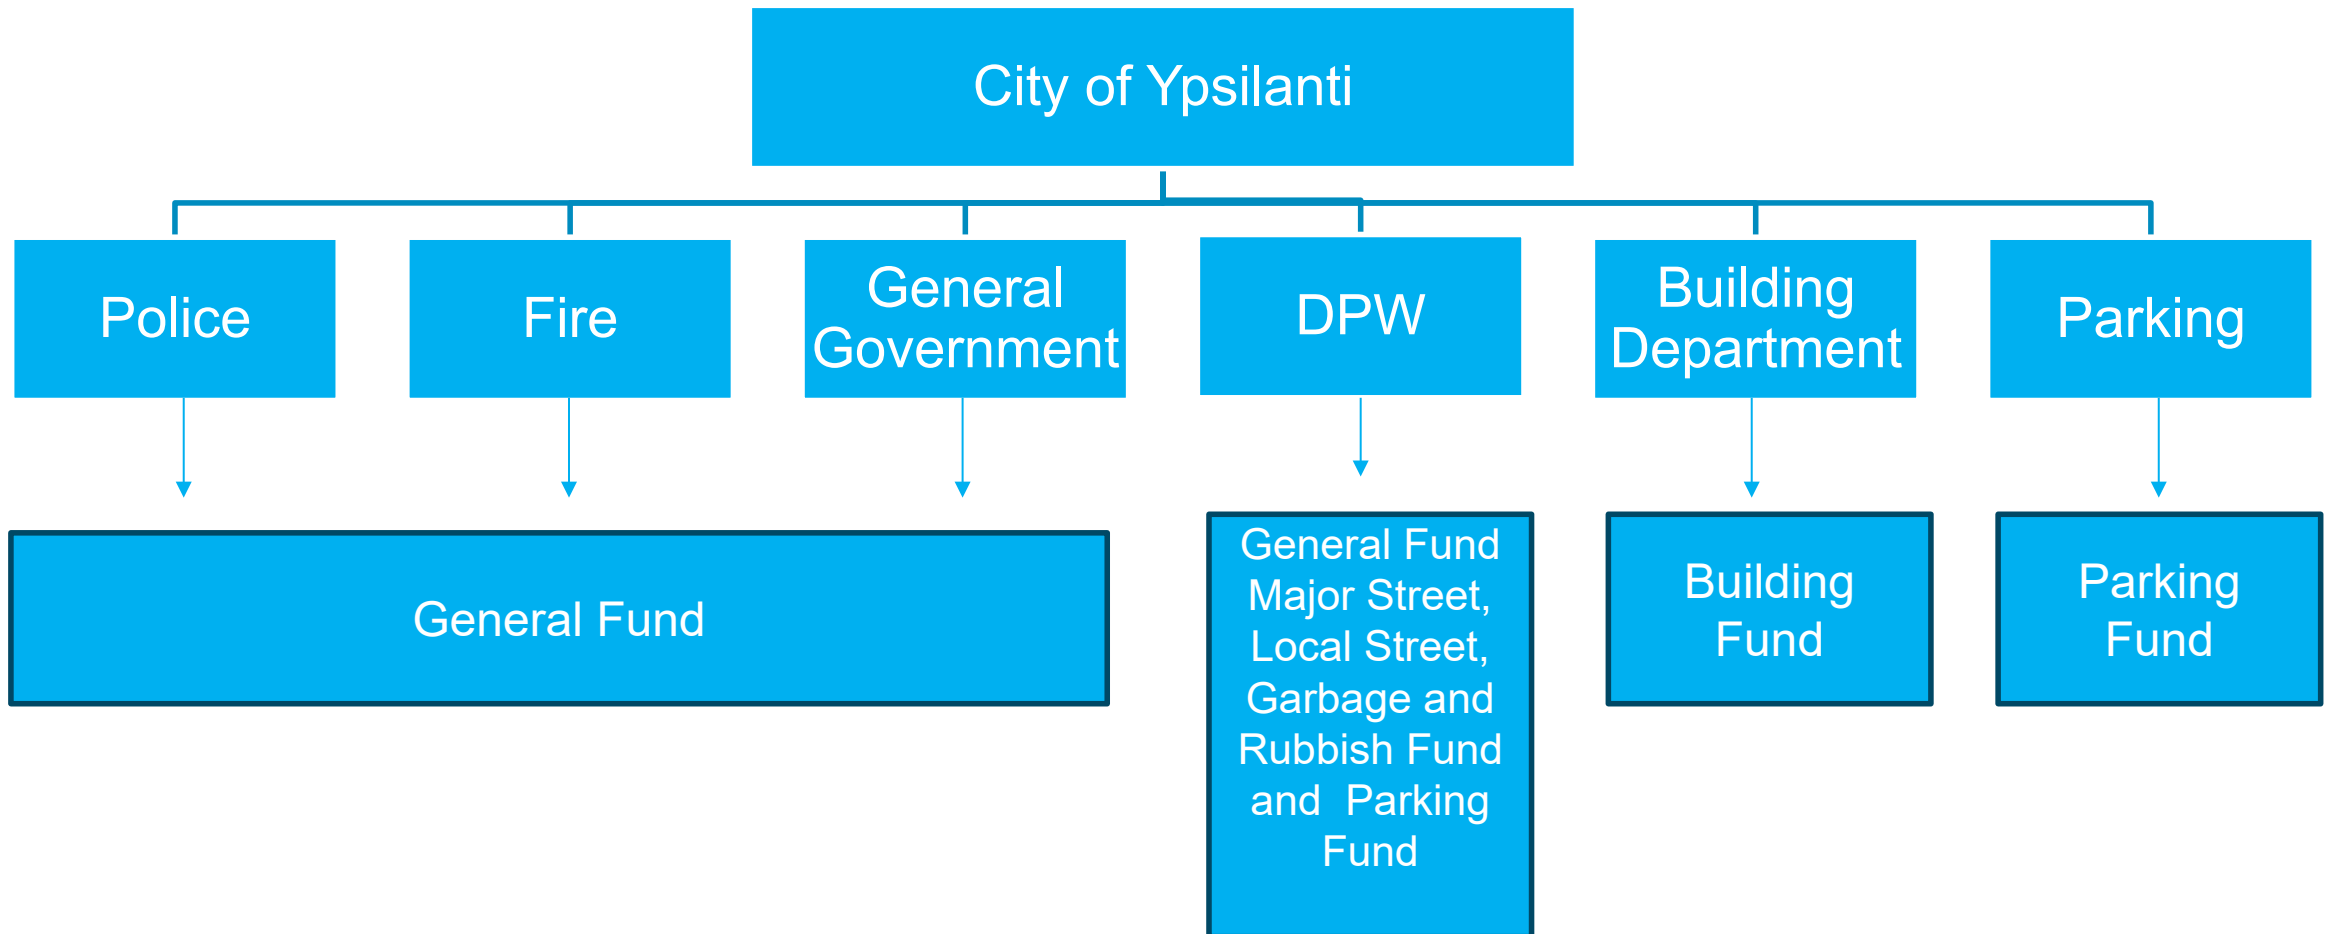 City of Ypsilanti
Police
Fire
General
Government
DPW
Building
Department
Parking
General Fund
General Fund
Major Street,
Local Street,
Garbage and
Rubbish Fund
and  Parking
Fund
Building
Fund
Parking
Fund